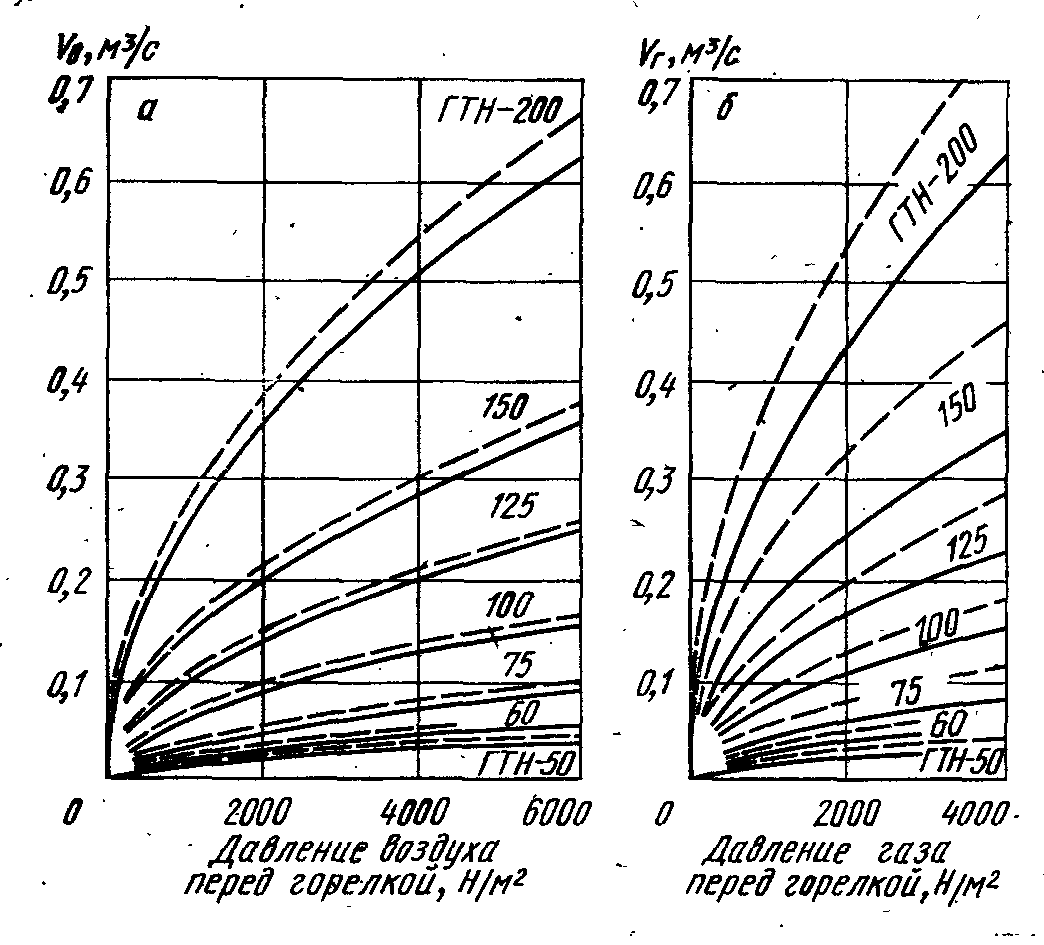 Vв, м³/с
0,7
0,6
0,5
0,4
0,3
0,2
0,1
0
а
ГТН-200
150
125
100
75
60
ГТН-50
2000
4000
6000
Давление воздуха
перед горелкой, Н/м²
Vг, м³/с
0,7
0,6
0,5
0,4
0,3
0,2
0,1
0
б
ГТН-200
150
125
100
75
60
ГТН-50
2000
4000
Давление газа
перед горелкой, Н/м²